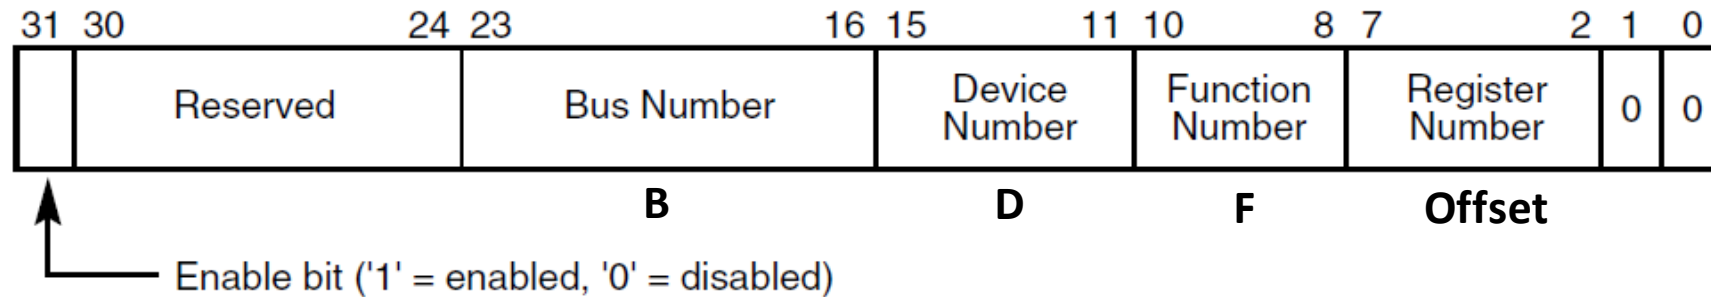 31 30 24 23 16 15 11 10 8 7 2 1 0
Reserved Bus Number Device Number Function Number Register Number 0 0
B D F Offset
Enable bit ('1' = enabled, '0' = disabled)